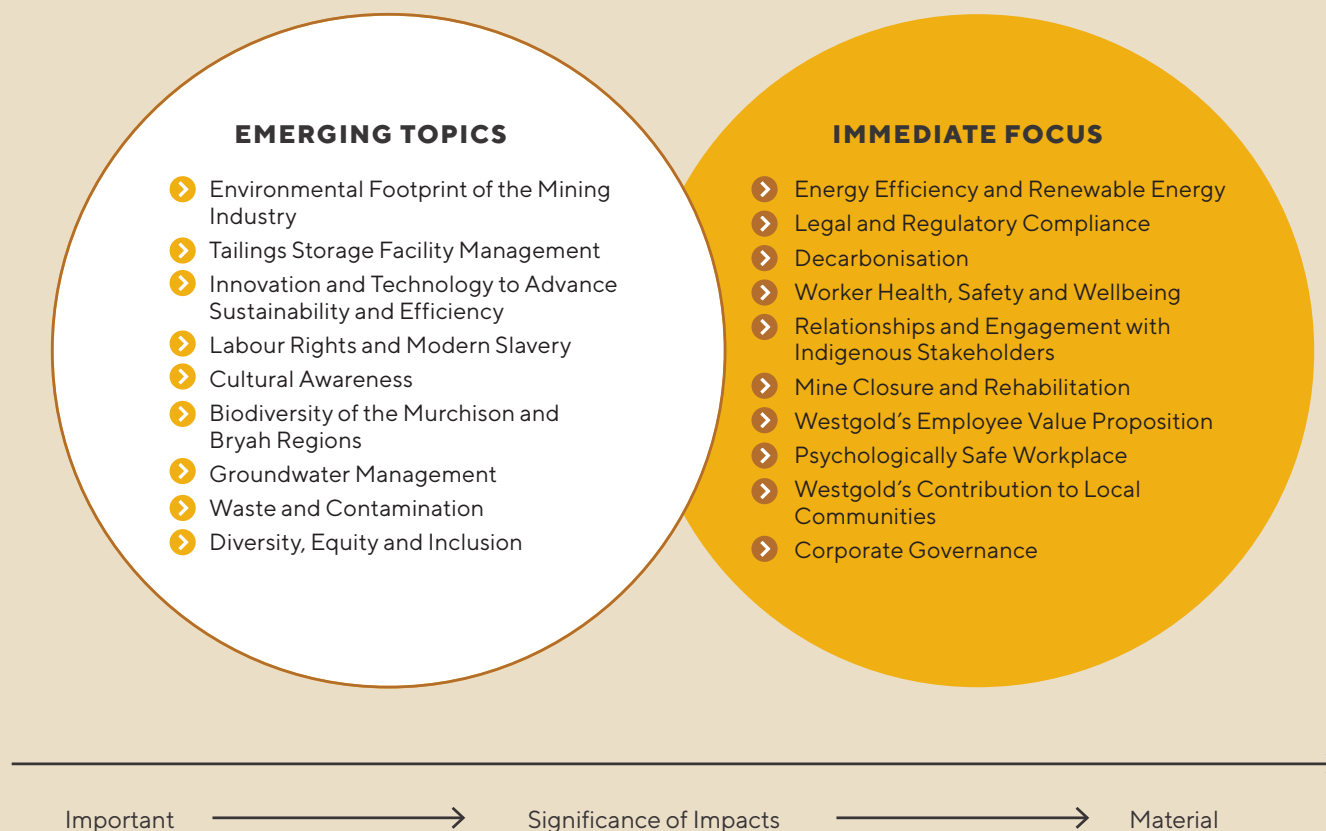 EMERGING TOPICS
Environmental Footprint of the Mining
Industry
Tailings Storage Facility Management
Innovation and Technology to Advance
Sustainability and Efficiency
Labour Rights and Modern Slavery
Cultural Awareness
Biodiversity of the Murchison and
Bryah Regions
Groundwater Management
Waste and Contamination
Diversity, Equity and Inclusion
IMMEDIATE FOCUS
Energy Efficiency and Renewable Energy
Legal and Regulatory Compliance
Decarbonisation
Worker Health, Safety and Wellbeing
Relationships and Engagement with
Indigenous Stakeholders
Mine Closure and Rehabilitation
Westgold’s Employee Value Proposition
Psychologically Safe Workplace
Westgold’s Contribution to Local
Communities
Corporate Governance
Important
Significance of Impacts
Material